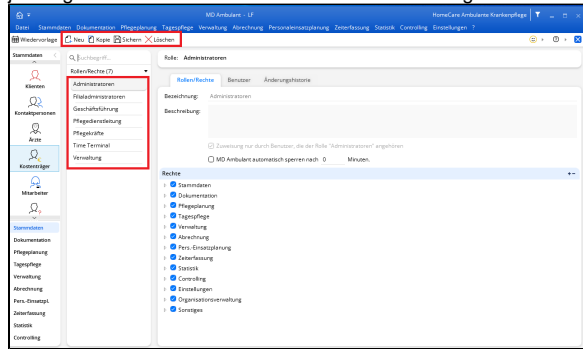 MD Ambulant - LF
HomeCare Ambulante Krankenpflege
Datei Stammdaten Dokumentation Pflegeplanung Tagespflege Verwaltung Abrechnung Personaleinsatzplanung Zeiterfassung Statistik Controlling Einstellungen ?
Wiedervorlage Neu Kopie Sichern Löschen
Stammdaten
Suchbegriff...
Rolle: Administratoren
Rollen/Rechte (7)
Administratoren
Filialadministratoren
Geschäftsführung
Pflegedienstleitung
Pflegekräfte
Time Terminal
Verwaltung
Klienten
Kontaktpersonen
Ärzte
Kostenträger
Mitarbeiter
Stammdaten
Dokumentation
Pflegeplanung
Tagespflege
Verwaltung
Abrechnung
Pers.-Einsatzpl.
Zeiterfassung
Statistik
Controlling
Rollen/Rechte Benutzer Änderungshistorie
Bezeichnung: Administratoren
Beschreibung:
Zuweisung nur durch Benutzer, die der Rolle "Administratoren" angehören
MD Ambulant automatisch sperren nach 0 Minuten.
Rechte
Stammdaten
Dokumentation
Pflegeplanung
Tagespflege
Verwaltung
Abrechnung
Pers.-Einsatzplanung
Zeiterfassung
Statistik
Controlling
Einstellungen
Organisationsverwaltung
Sonstiges